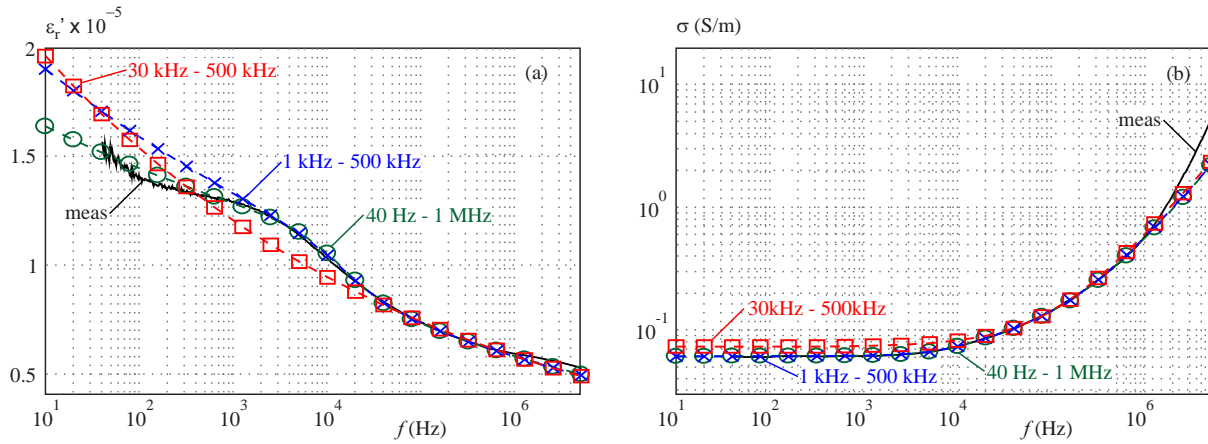 εᵣ' x 10⁻⁵
2
1.5
1
0.5
30 kHz - 500 kHz
(a)
1 kHz - 500 kHz
meas
40 Hz - 1 MHz
10¹ 10² 10³ 10⁴ 10⁶
f (Hz)
σ (S/m)
10¹
10⁰
10⁻¹
(b)
meas
30kHz - 500kHz
1 kHz - 500 kHz
40 Hz - 1 MHz
10¹ 10² 10³ 10⁴ 10⁶
f (Hz)